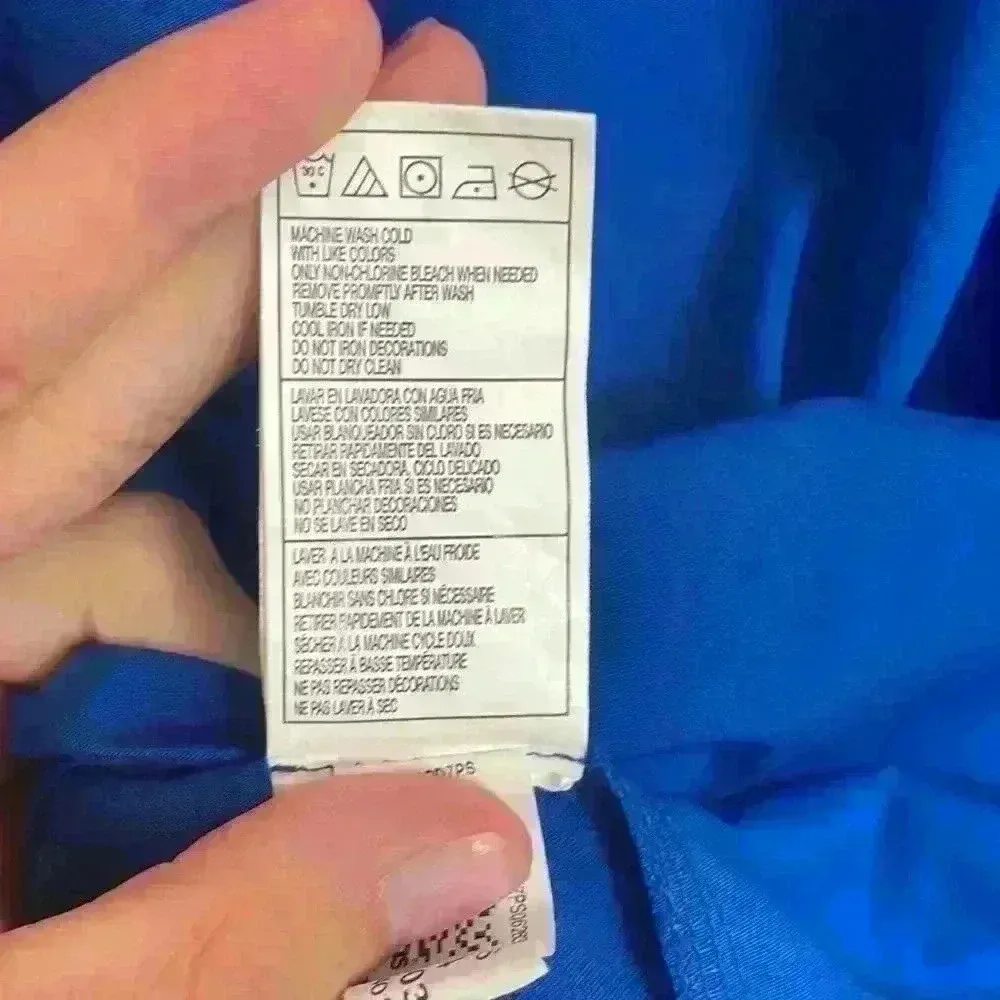 30 C
MACHINE WASH COLD
WITH LIKE COLORS
ONLY NON-CHLORINE BLEACH WHEN NEEDED
REMOVE PROMPTLY AFTER WASH
TUMBLE DRY LOW
COOL IRON IF NEEDED
DO NOT IRON DECORATIONS
DO NOT DRY CLEAN
LAVAR EN LAVADORA CON AGUA FRIA
LAVESE CON COLORES SIMILARES
USAR BLANQUEADOR SIN CLORO SI ES NECESARIO
RETIRAR RAPIDAMENTE DEL LAVADO
SECAR EN SECADORA, CICLO DELICADO
USAR PLANCHA FRIA SI ES NECESARIO
NO PLANCHAR DECORACIONES
NO SE LAVE EN SECO
LAVER A LA MACHINE À L'EAU FROIDE
AVEC COULEURS SIMILAIRES
BLANCHIR SANS CHLORE SI NÉCESSAIRE
RETIRER RAPIDEMENT DE LA MACHINE À LAVER
SÉCHER A LA MACHINE CYCLE DOUX
REPASSER À BASSE TEMPÉRATURE
NE PAS REPASSER DÉCORATIONS
NE PAS LAVER À SEC